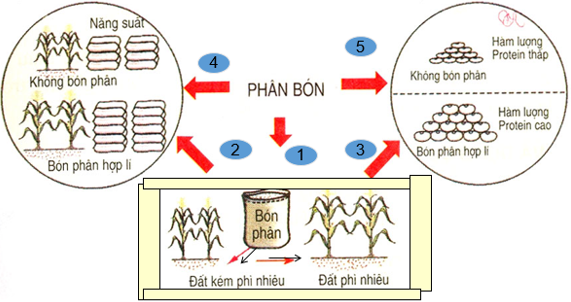 Năng suất
Không bón phân
Bón phân hợp lí
4
5
PHÂN BÓN
2
1
3
Hàm lượng
Protein thấp
Không bón phân
Hàm lượng
Protein cao
Bón phân hợp lí
Bón
phân
Đất kém phì nhiêu
Đất phì nhiêu